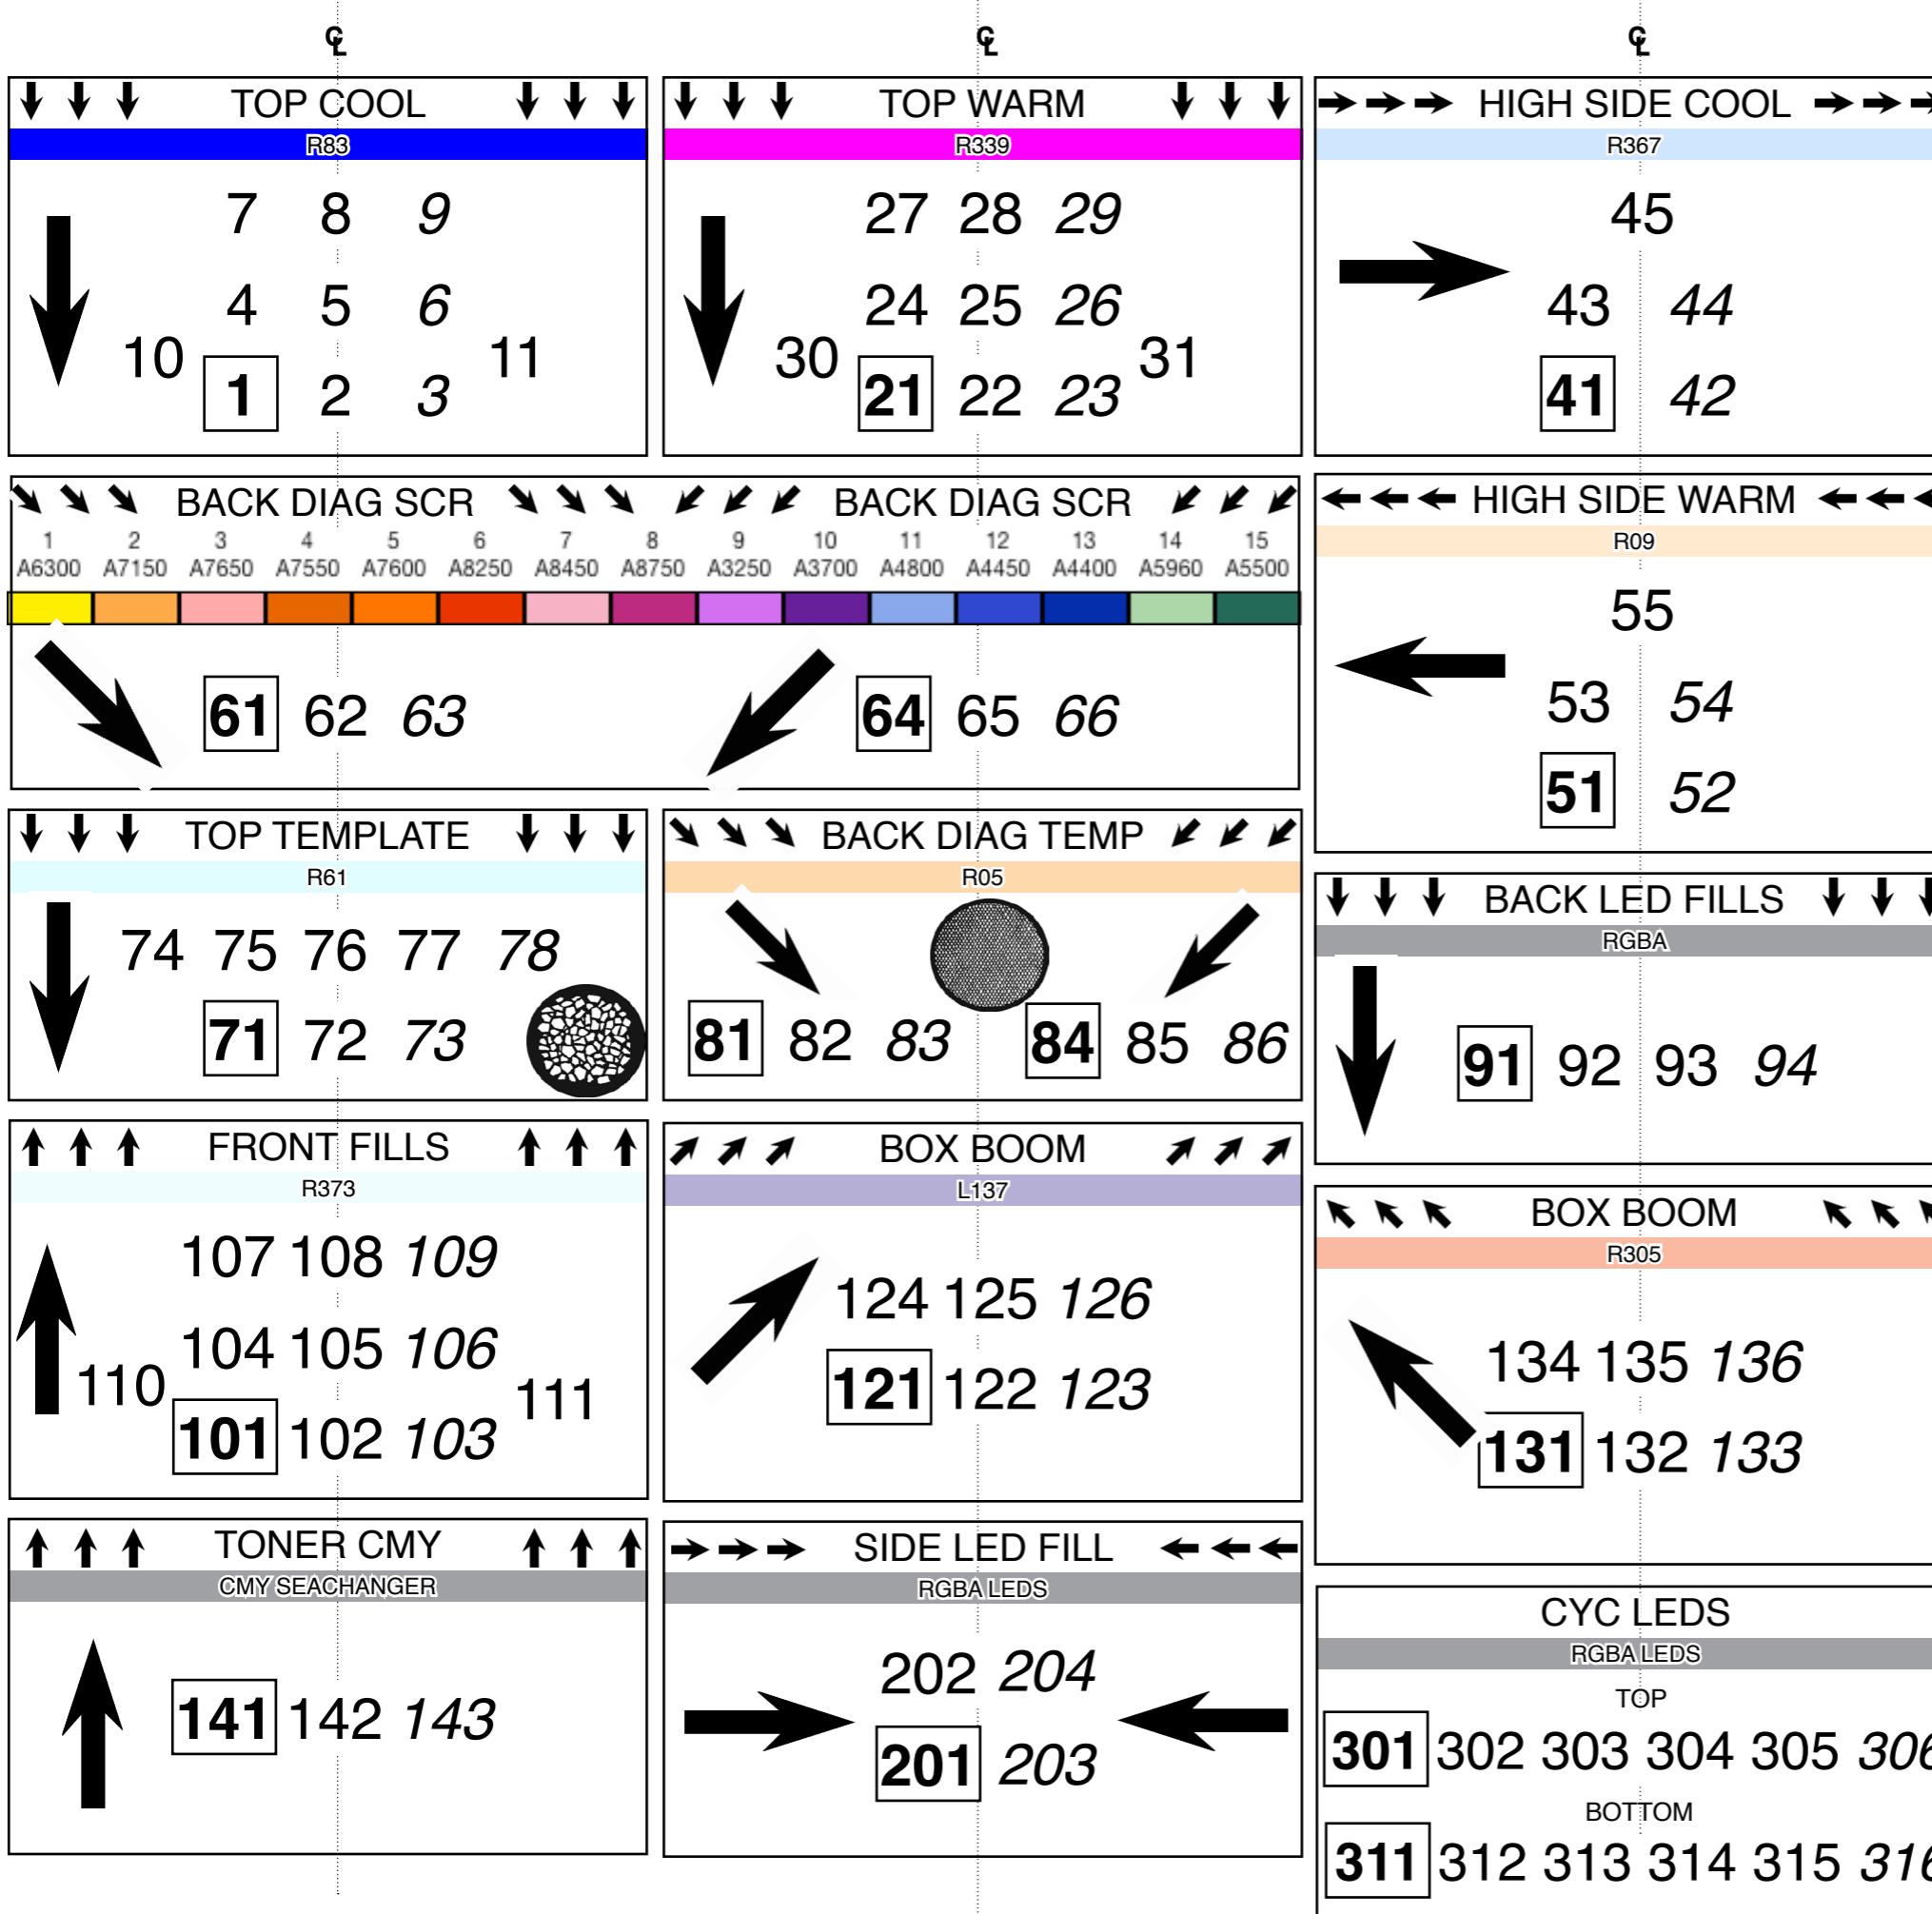 ℄ ℄ ℄
TOP COOL
R83
7 8 9
4 5 6
10 11
1 2 3
TOP WARM
R339
27 28 29
24 25 26
30 31
21 22 23
HIGH SIDE COOL
R367
45
43 44
41 42
BACK DIAG SCR BACK DIAG SCR
1 2 3 4 5 6 7 8 9 10 11 12 13 14 15
A6300 A7150 A7650 A7550 A7600 A8250 A8450 A8750 A3250 A3700 A4800 A4450 A4400 A5960 A5500
61 62 63 64 65 66
HIGH SIDE WARM
R09
55
53 54
51 52
TOP TEMPLATE
R61
74 75 76 77 78
71 72 73
BACK DIAG TEMP
R05
81 82 83 84 85 86
BACK LED FILLS
RGBA
91 92 93 94
FRONT FILLS
R373
107 108 109
104 105 106
110 111
101 102 103
BOX BOOM
L137
124 125 126
121 122 123
BOX BOOM
R305
134 135 136
131 132 133
TONER CMY
CMY SEACHANGER
141 142 143
SIDE LED FILL
RGBA LEDS
202 204
201 203
CYC LEDS
RGBA LEDS
TOP
301 302 303 304 305 306
BOTTOM
311 312 313 314 315 316